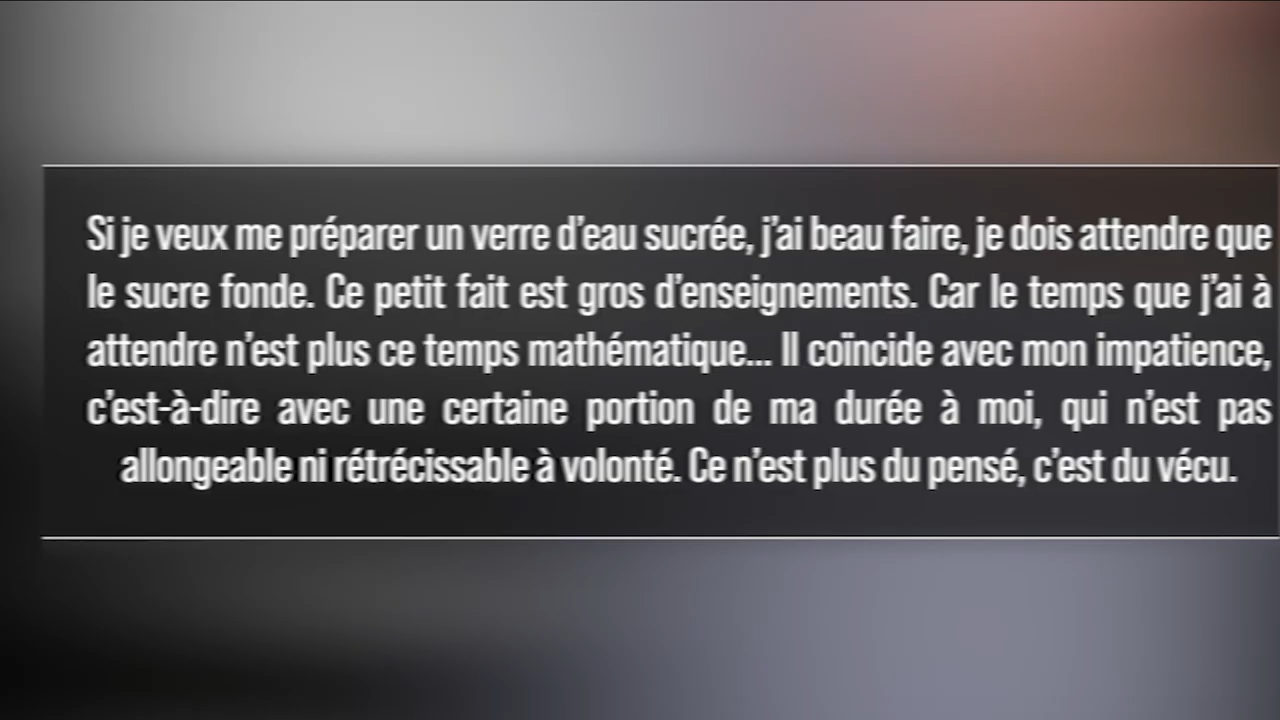 Si je veux me préparer un verre d’eau sucrée, j’ai beau faire, je dois attendre que
le sucre fonde. Ce petit fait est gros d’enseignements. Car le temps que j’ai à
attendre n’est plus ce temps mathématique... Il coïncide avec mon impatience,
c’est-à-dire avec une certaine portion de ma durée à moi, qui n’est pas
allongeable ni rétrécissable à volonté. Ce n’est plus du pensé, c’est du vécu.